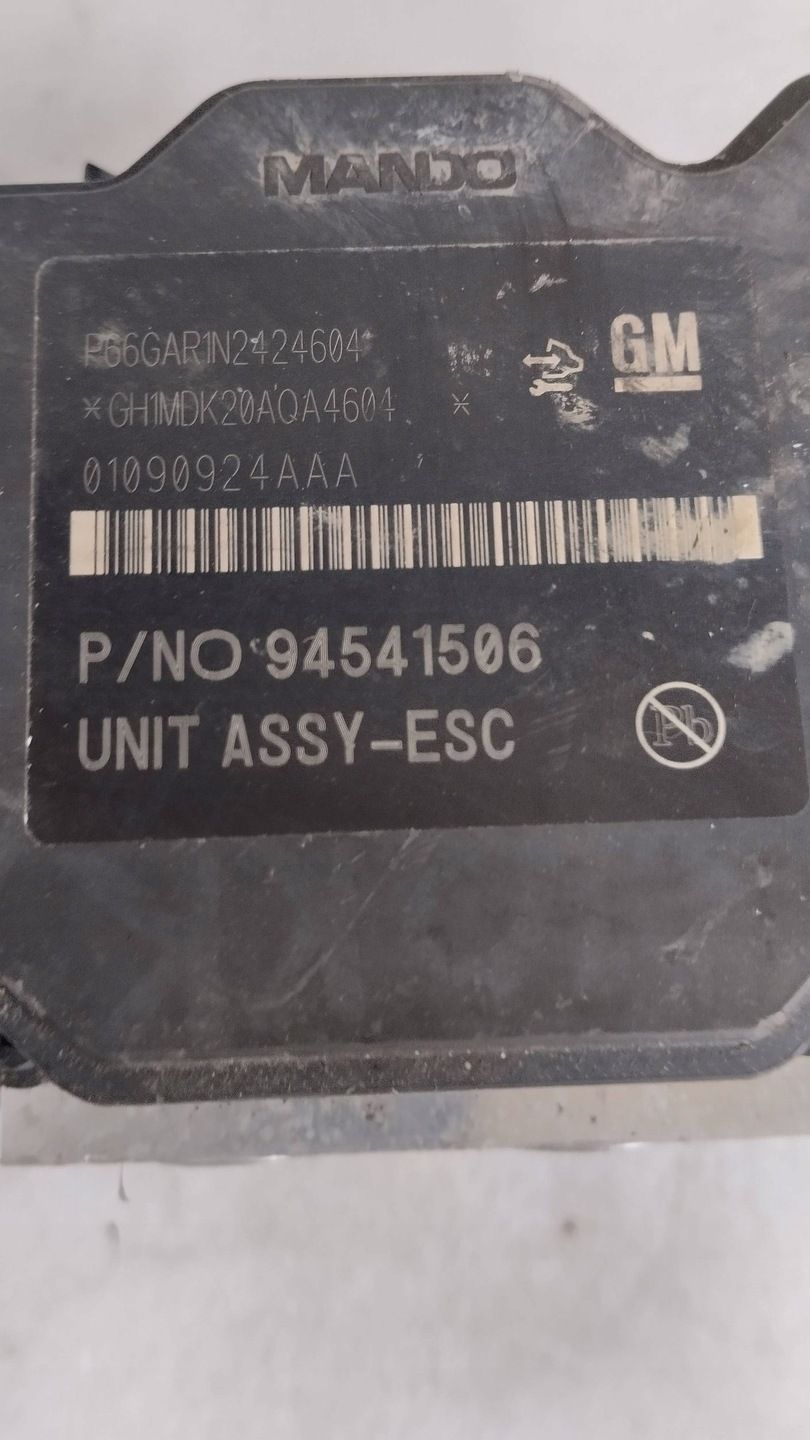 MANDO
P66GAR1N2424604
GM
*GH1MDK20AQA4604 *
01090924AAA
P/NO 94541506
UNIT ASSY-ESC
Pb